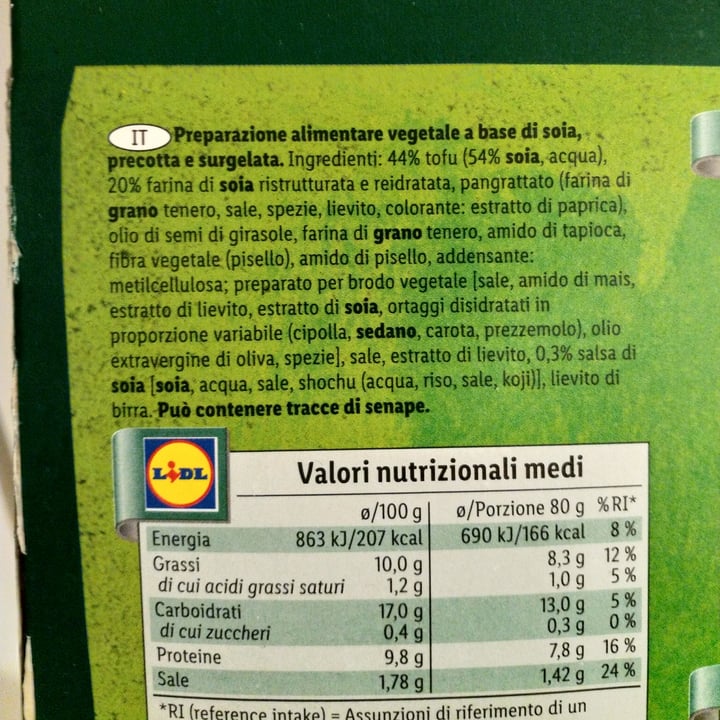 IT Preparazione alimentare vegetale a base di soia,
precotta e surgelata. Ingredienti: 44% tofu (54% soia, acqua),
20% farina di soia ristrutturata e reidratata, pangrattato (farina di
grano tenero, sale, spezie, lievito, colorante: estratto di paprica),
olio di semi di girasole, farina di grano tenero, amido di tapioca,
fibra vegetale (pisello), amido di pisello, addensante:
metilcellulosa; preparato per brodo vegetale [sale, amido di mais,
estratto di lievito, estratto di soia, ortaggi disidratati in
proporzione variabile (cipolla, sedano, carota, prezzemolo), olio
extravergine di oliva, spezie], sale, estratto di lievito, 0,3% salsa di
soia [soia, acqua, sale, shochu (acqua, riso, sale, koji)], lievito di
birra. Può contenere tracce di senape.
LIDL
Valori nutrizionali medi
ø/100 g ø/Porzione 80 g %RI*
Energia 863 kJ/207 kcal 690 kJ/166 kcal 8 %
Grassi 10,0 g 8,3 g 12 %
di cui acidi grassi saturi 1,2 g 1,0 g 5 %
Carboidrati 17,0 g 13,0 g 5 %
di cui zuccheri 0,4 g 0,3 g 0 %
Proteine 9,8 g 7,8 g 16 %
Sale 1,78 g 1,42 g 24 %
*RI (reference intake) = Assunzioni di riferimento di un